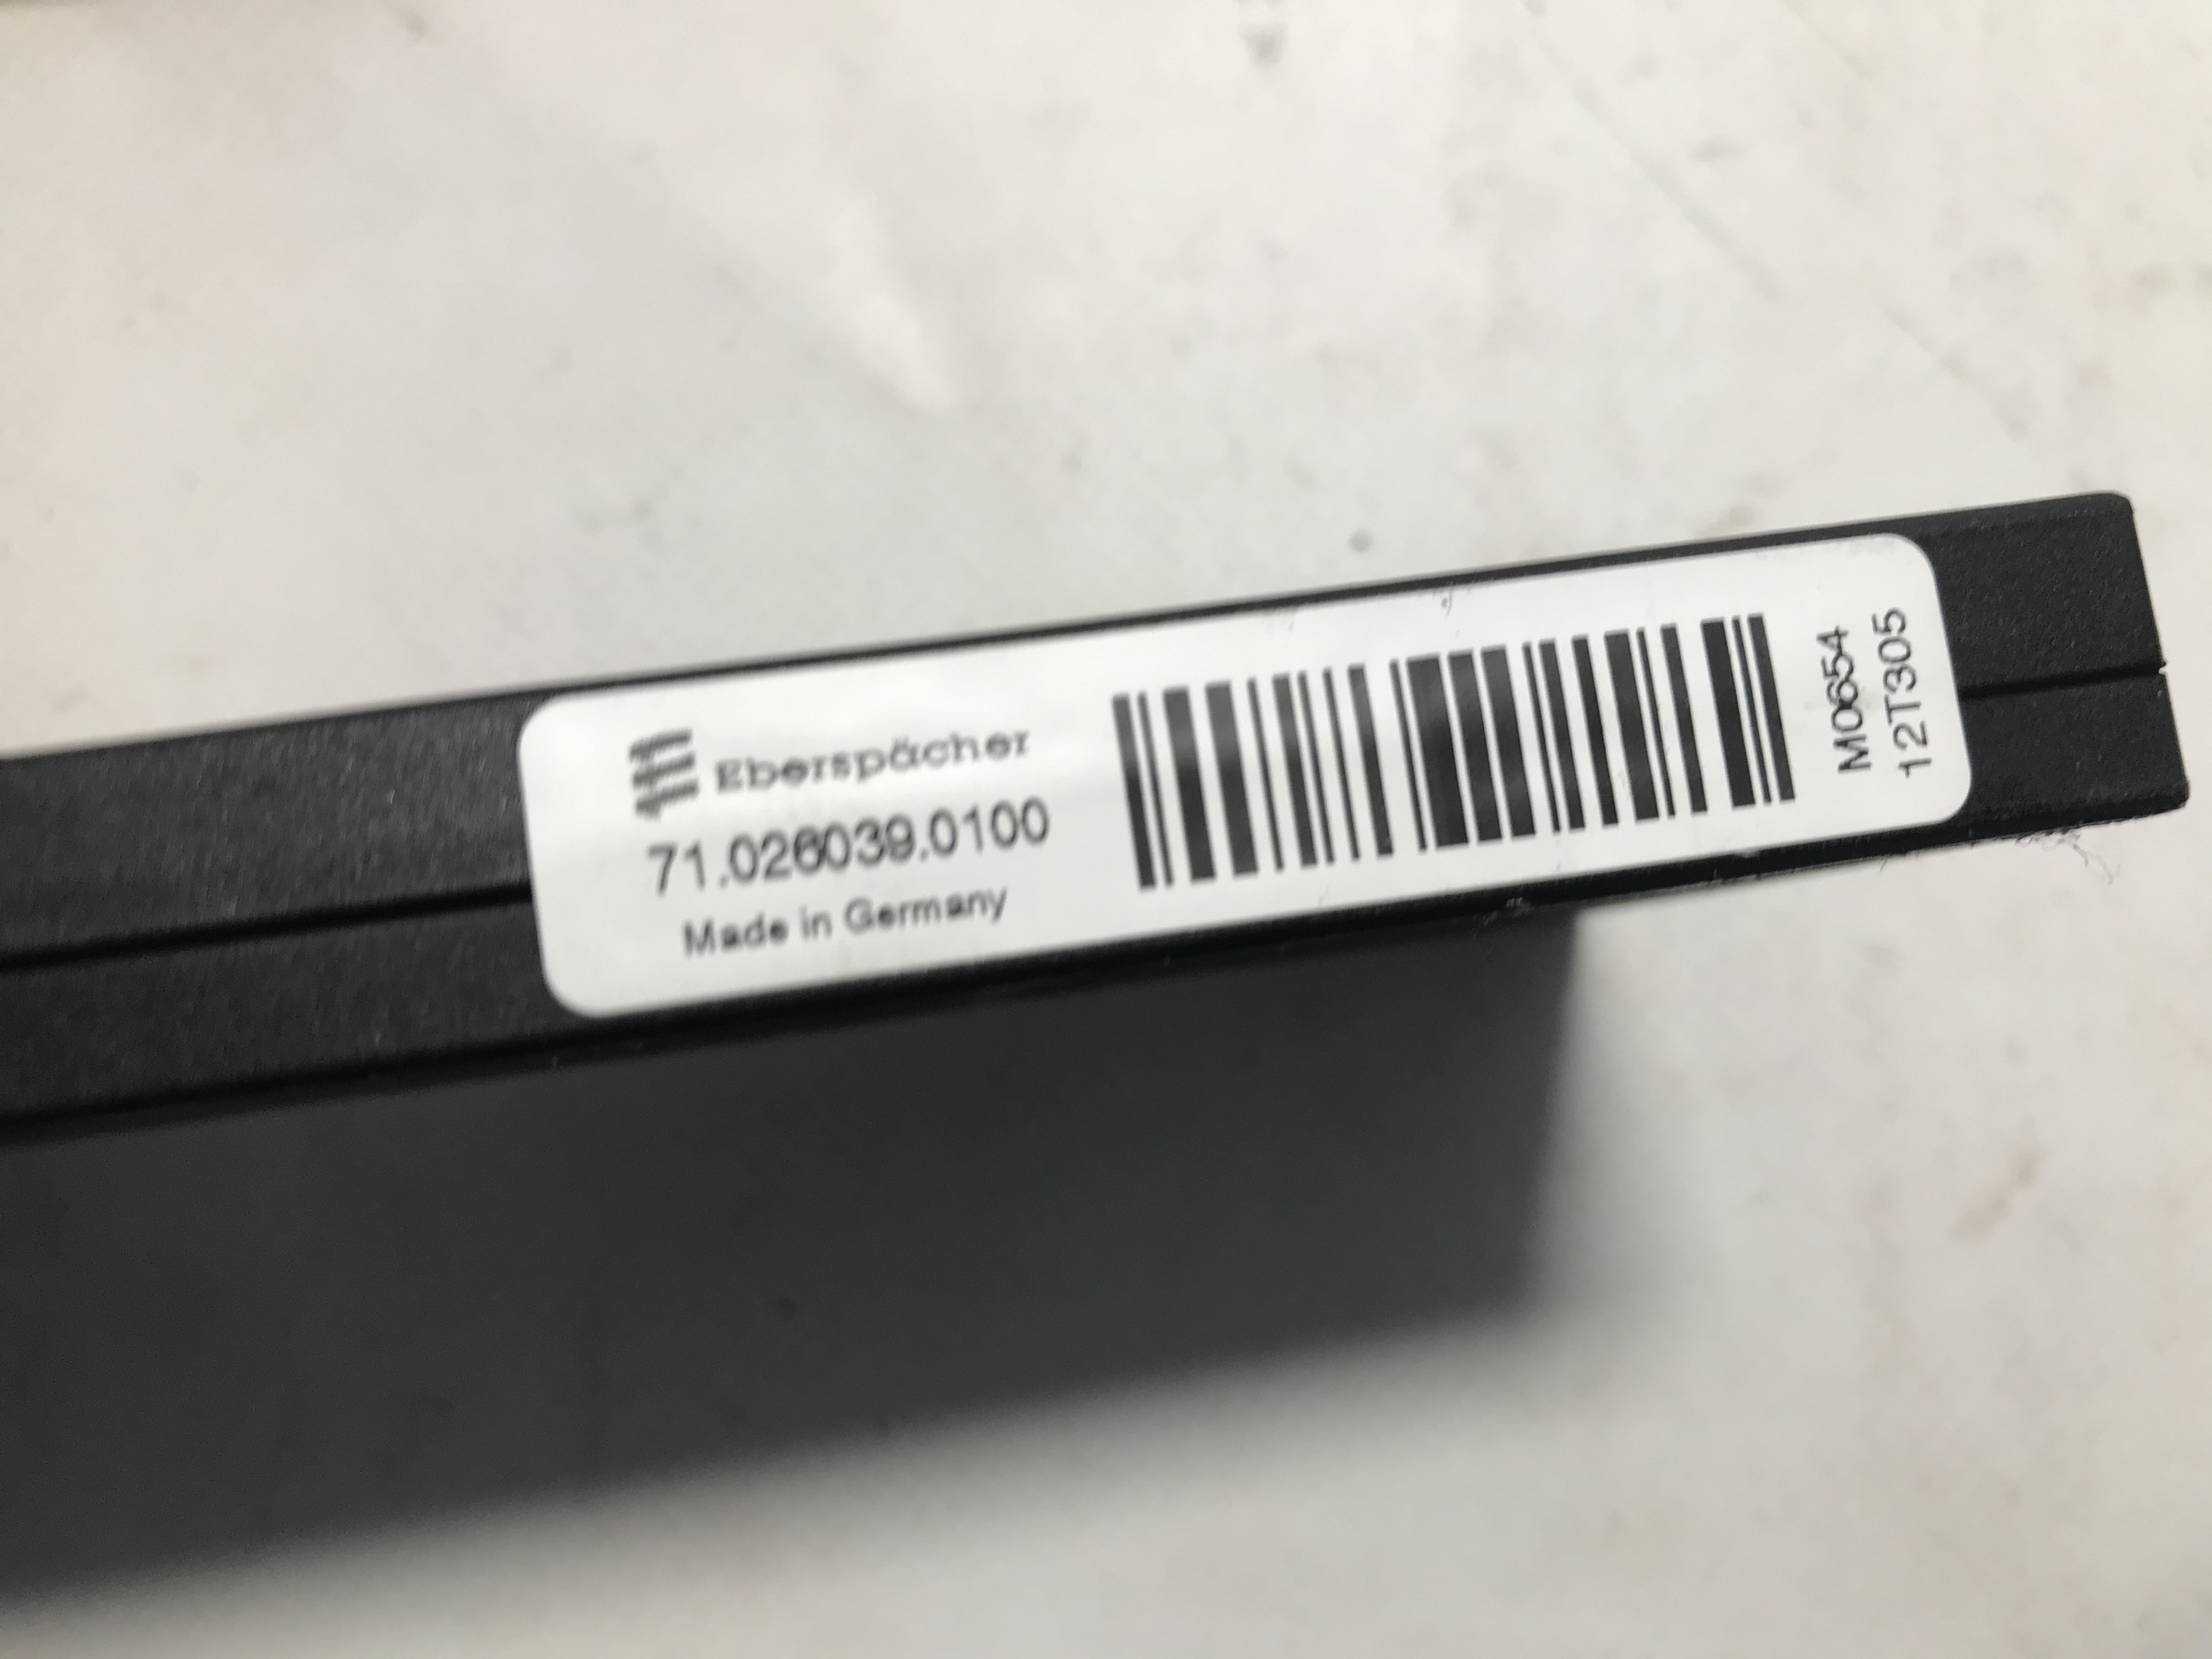 Eberspächer
71.026039.0100
Made in Germany
M0654
12T305